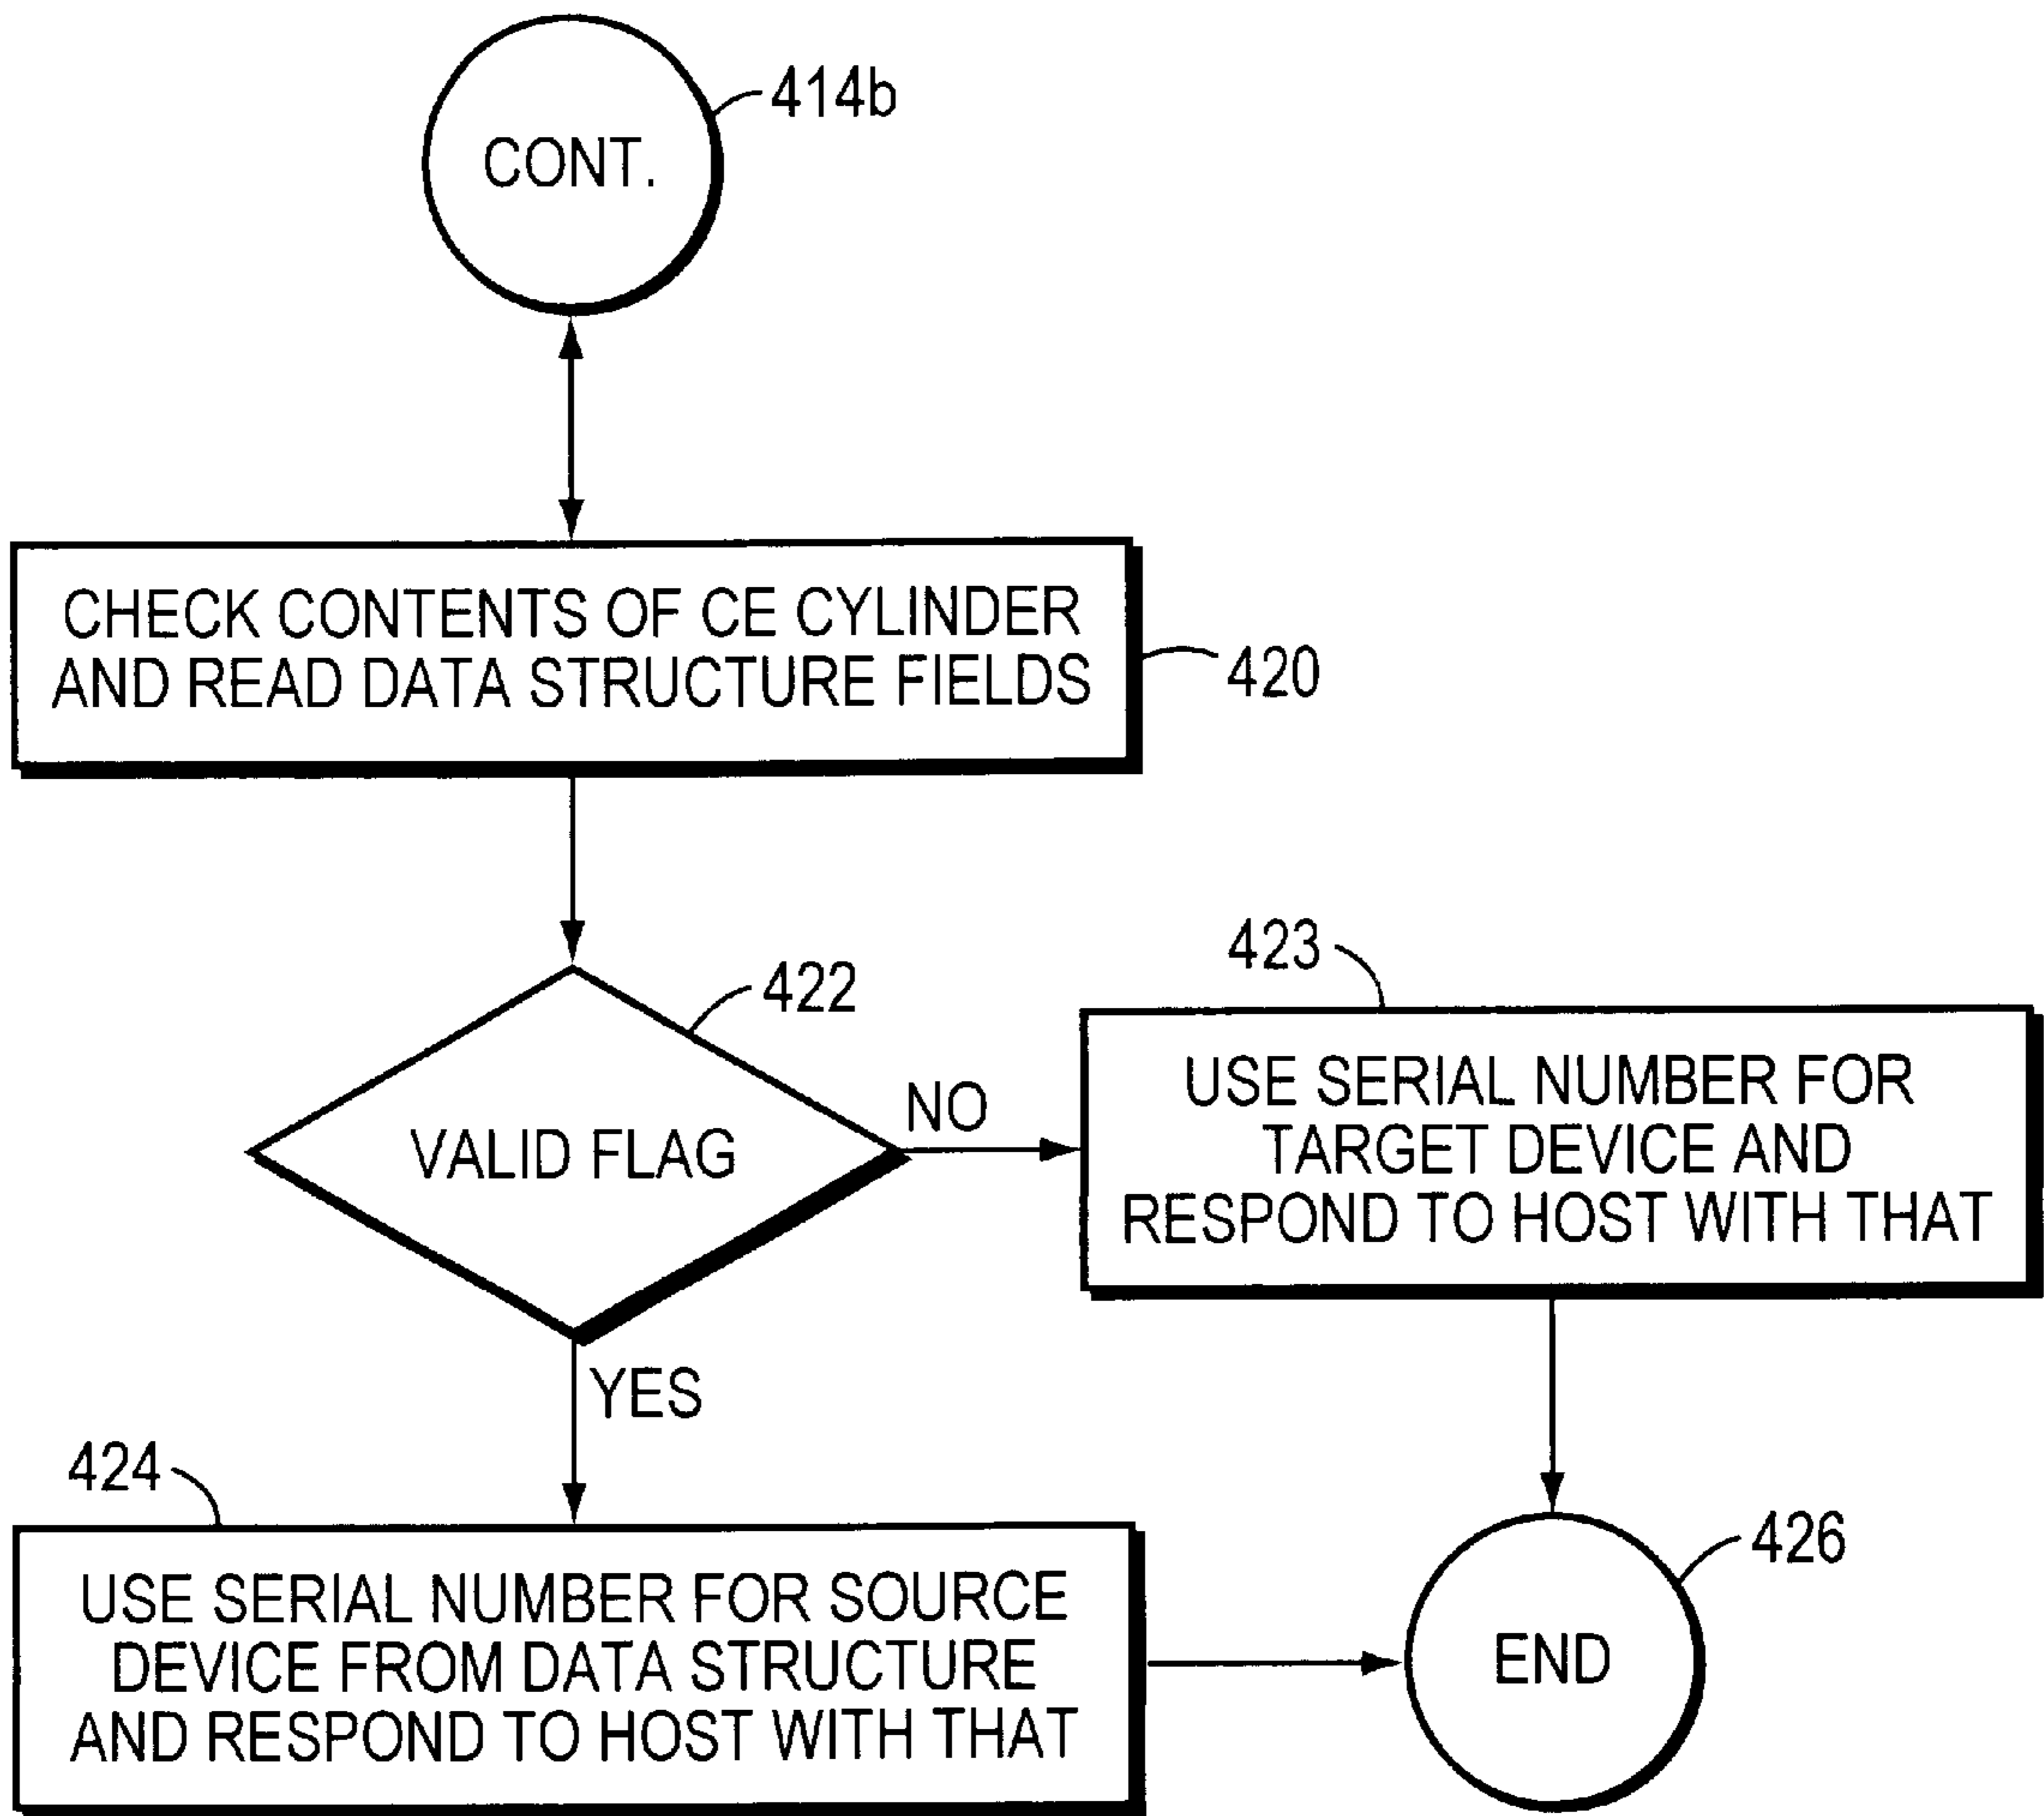 414b
CONT.
CHECK CONTENTS OF CE CYLINDER
AND READ DATA STRUCTURE FIELDS
420
422
VALID FLAG
NO
423
USE SERIAL NUMBER FOR
TARGET DEVICE AND
RESPOND TO HOST WITH THAT
YES
424
USE SERIAL NUMBER FOR SOURCE
DEVICE FROM DATA STRUCTURE
AND RESPOND TO HOST WITH THAT
426
END